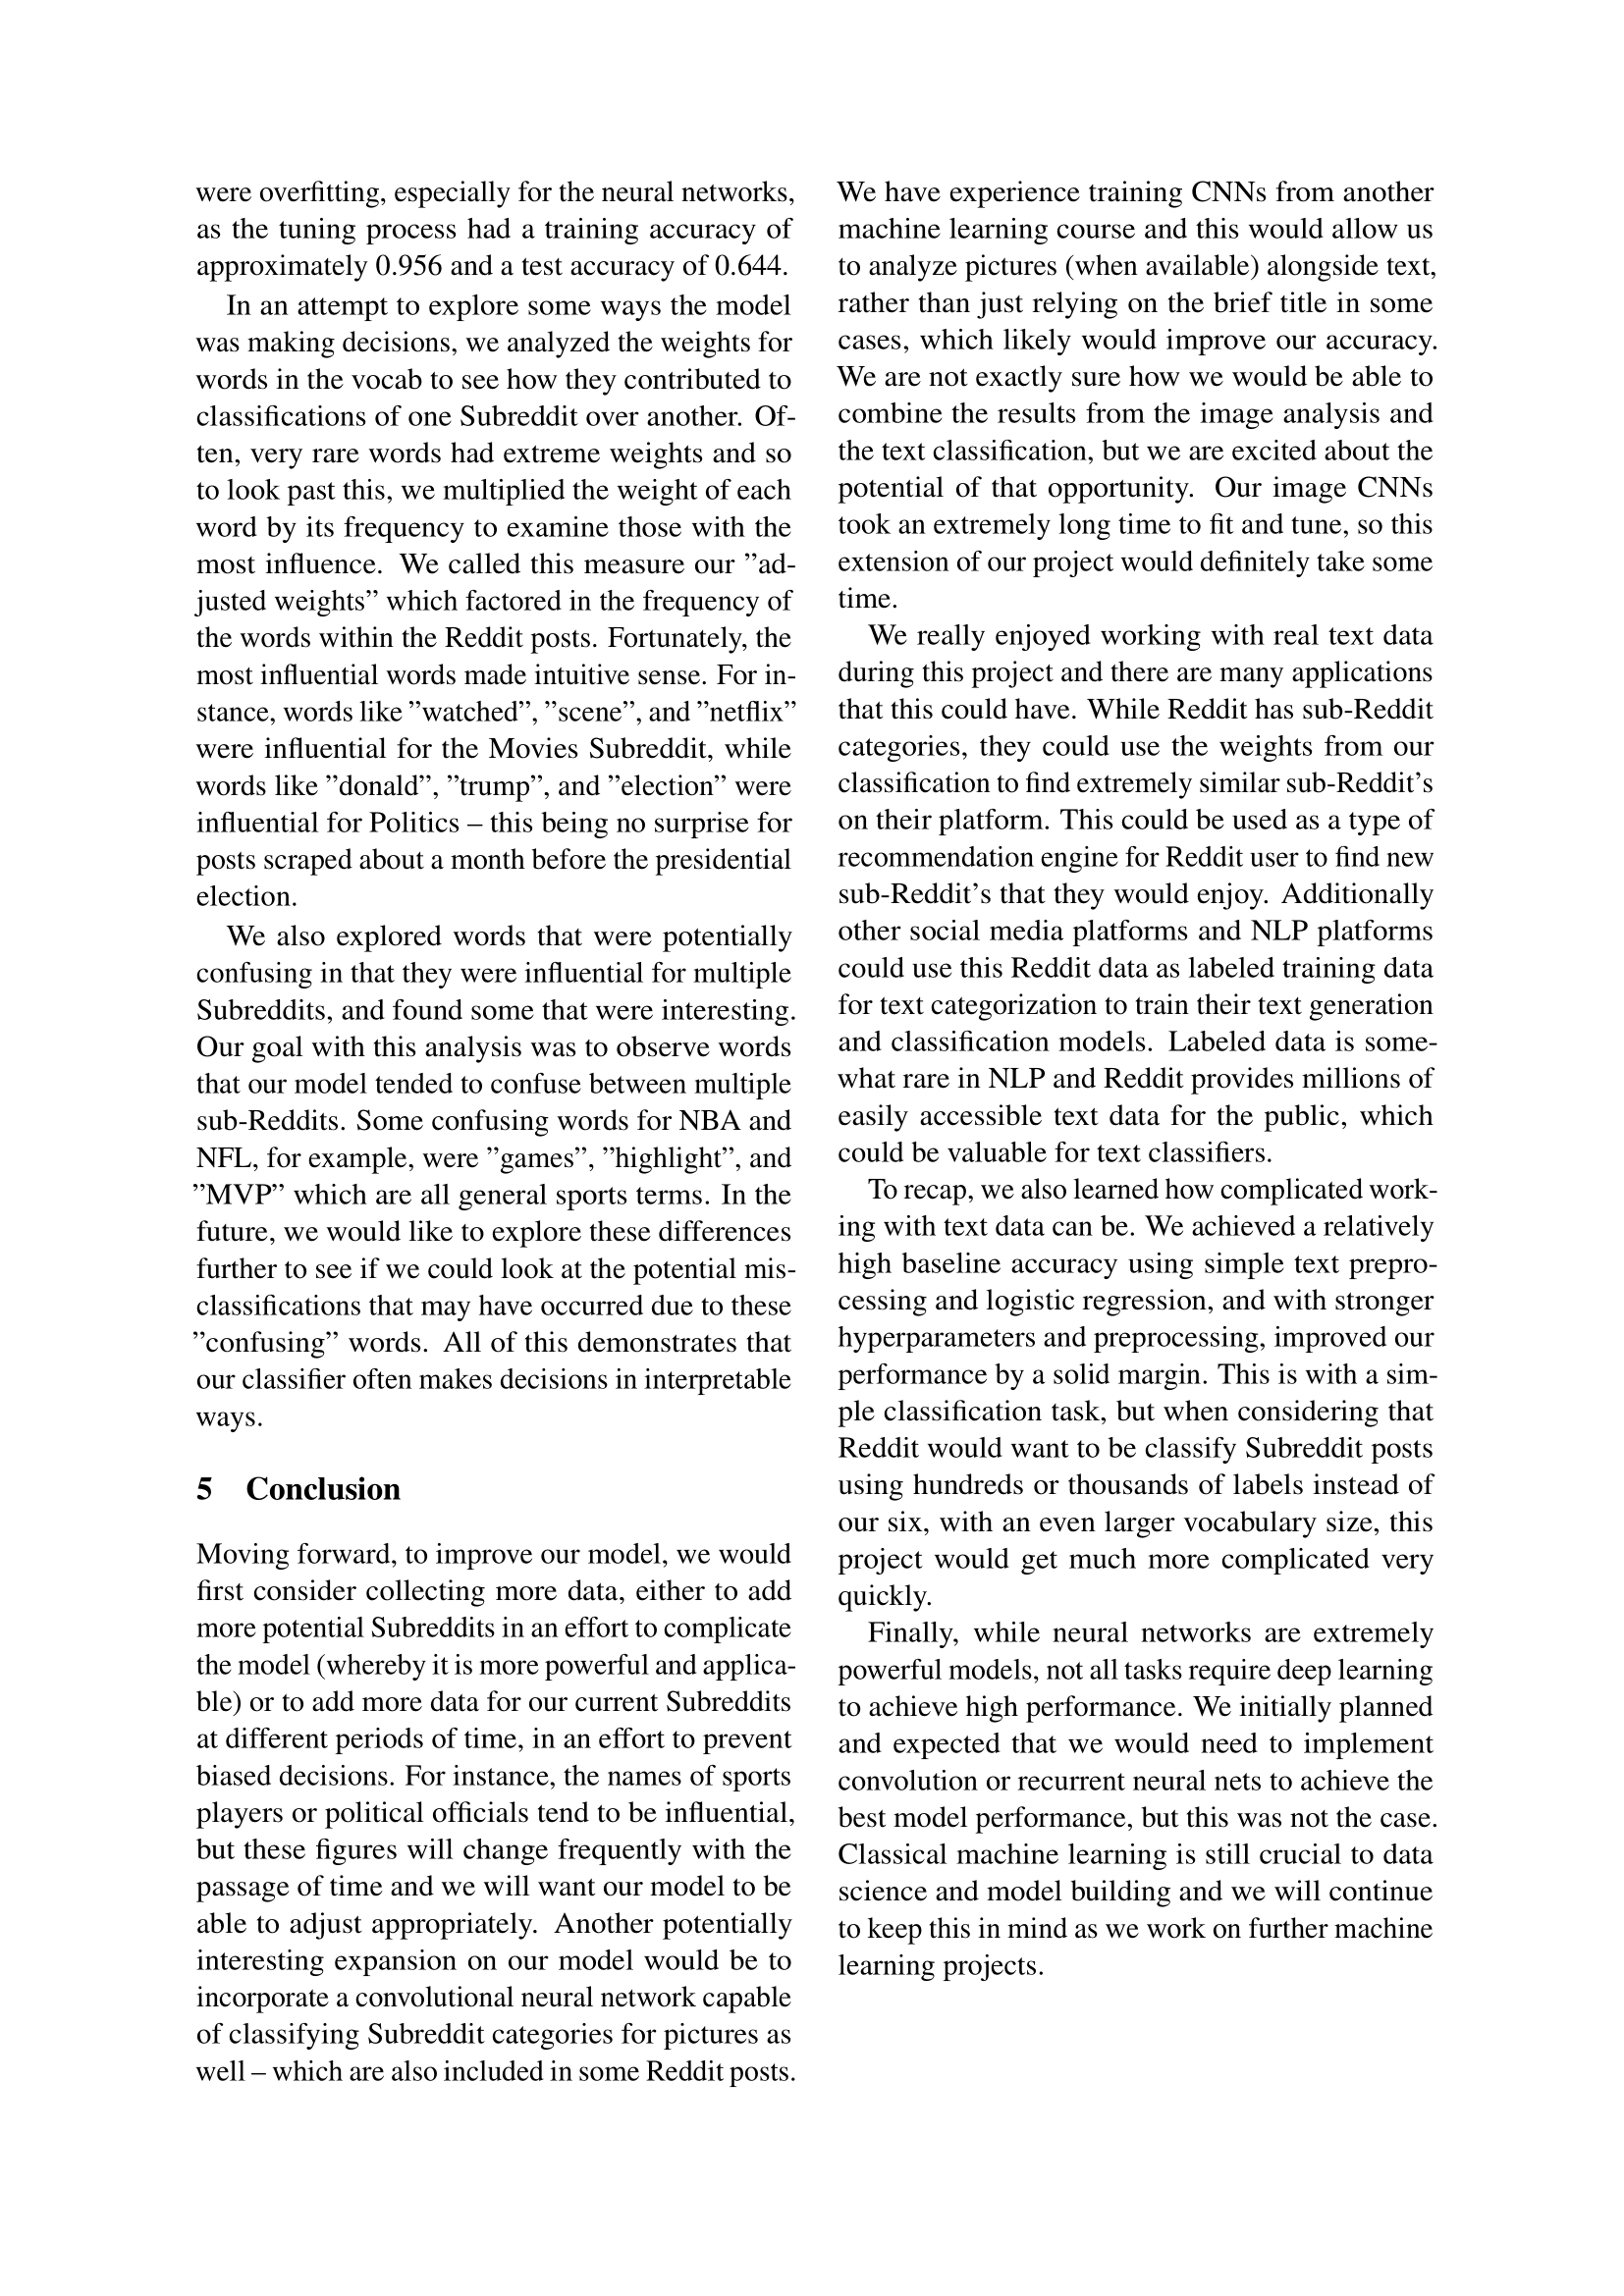 were overfitting, especially for the neural networks,
as the tuning process had a training accuracy of
approximately 0.956 and a test accuracy of 0.644.
In an attempt to explore some ways the model
was making decisions, we analyzed the weights for
words in the vocab to see how they contributed to
classifications of one Subreddit over another. Of-
ten, very rare words had extreme weights and so
to look past this, we multiplied the weight of each
word by its frequency to examine those with the
most influence. We called this measure our ”ad-
justed weights” which factored in the frequency of
the words within the Reddit posts. Fortunately, the
most influential words made intuitive sense. For in-
stance, words like ”watched”, ”scene”, and ”netflix”
were influential for the Movies Subreddit, while
words like ”donald”, ”trump”, and ”election” were
influential for Politics – this being no surprise for
posts scraped about a month before the presidential
election.
We also explored words that were potentially
confusing in that they were influential for multiple
Subreddits, and found some that were interesting.
Our goal with this analysis was to observe words
that our model tended to confuse between multiple
sub-Reddits. Some confusing words for NBA and
NFL, for example, were ”games”, ”highlight”, and
”MVP” which are all general sports terms. In the
future, we would like to explore these differences
further to see if we could look at the potential mis-
classifications that may have occurred due to these
”confusing” words. All of this demonstrates that
our classifier often makes decisions in interpretable
ways.
5 Conclusion
Moving forward, to improve our model, we would
first consider collecting more data, either to add
more potential Subreddits in an effort to complicate
the model (whereby it is more powerful and applica-
ble) or to add more data for our current Subreddits
at different periods of time, in an effort to prevent
biased decisions. For instance, the names of sports
players or political officials tend to be influential,
but these figures will change frequently with the
passage of time and we will want our model to be
able to adjust appropriately. Another potentially
interesting expansion on our model would be to
incorporate a convolutional neural network capable
of classifying Subreddit categories for pictures as
well – which are also included in some Reddit posts.
We have experience training CNNs from another
machine learning course and this would allow us
to analyze pictures (when available) alongside text,
rather than just relying on the brief title in some
cases, which likely would improve our accuracy.
We are not exactly sure how we would be able to
combine the results from the image analysis and
the text classification, but we are excited about the
potential of that opportunity. Our image CNNs
took an extremely long time to fit and tune, so this
extension of our project would definitely take some
time.
We really enjoyed working with real text data
during this project and there are many applications
that this could have. While Reddit has sub-Reddit
categories, they could use the weights from our
classification to find extremely similar sub-Reddit's
on their platform. This could be used as a type of
recommendation engine for Reddit user to find new
sub-Reddit's that they would enjoy. Additionally
other social media platforms and NLP platforms
could use this Reddit data as labeled training data
for text categorization to train their text generation
and classification models. Labeled data is some-
what rare in NLP and Reddit provides millions of
easily accessible text data for the public, which
could be valuable for text classifiers.
To recap, we also learned how complicated work-
ing with text data can be. We achieved a relatively
high baseline accuracy using simple text prepro-
cessing and logistic regression, and with stronger
hyperparameters and preprocessing, improved our
performance by a solid margin. This is with a sim-
ple classification task, but when considering that
Reddit would want to be classify Subreddit posts
using hundreds or thousands of labels instead of
our six, with an even larger vocabulary size, this
project would get much more complicated very
quickly.
Finally, while neural networks are extremely
powerful models, not all tasks require deep learning
to achieve high performance. We initially planned
and expected that we would need to implement
convolution or recurrent neural nets to achieve the
best model performance, but this was not the case.
Classical machine learning is still crucial to data
science and model building and we will continue
to keep this in mind as we work on further machine
learning projects.